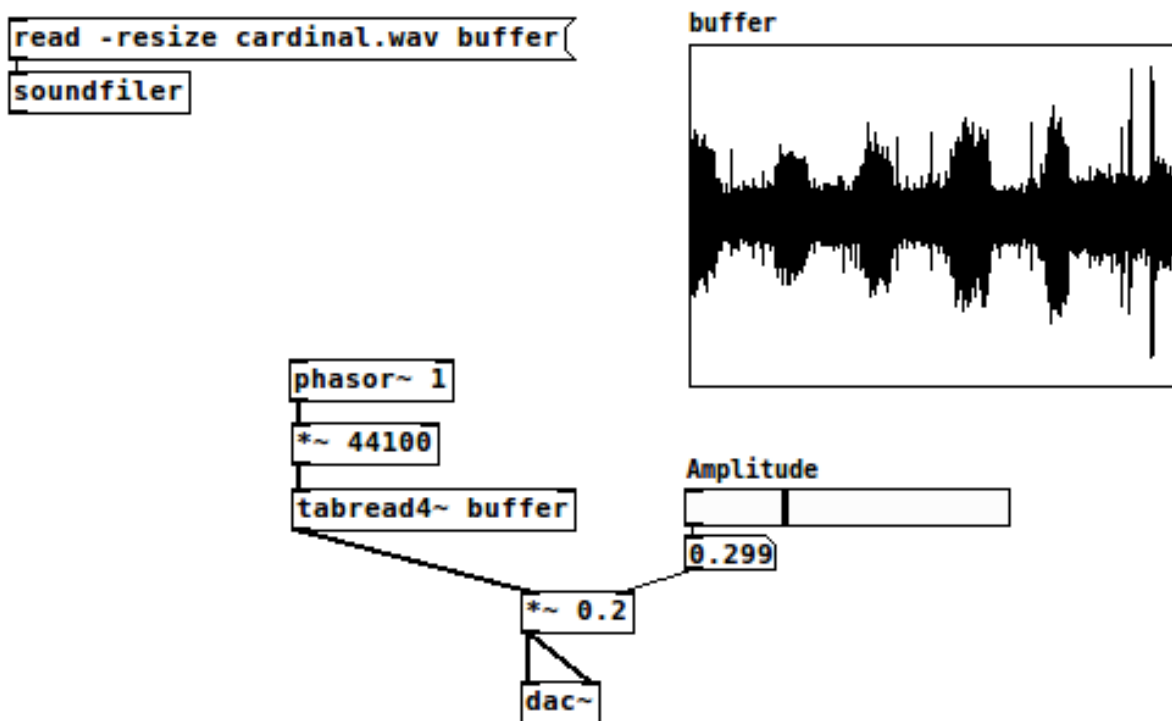 read -resize cardinal.wav buffer
soundfiler
buffer
phasor~ 1
*~ 44100
tabread4~ buffer
Amplitude
0.299
*~ 0.2
dac~